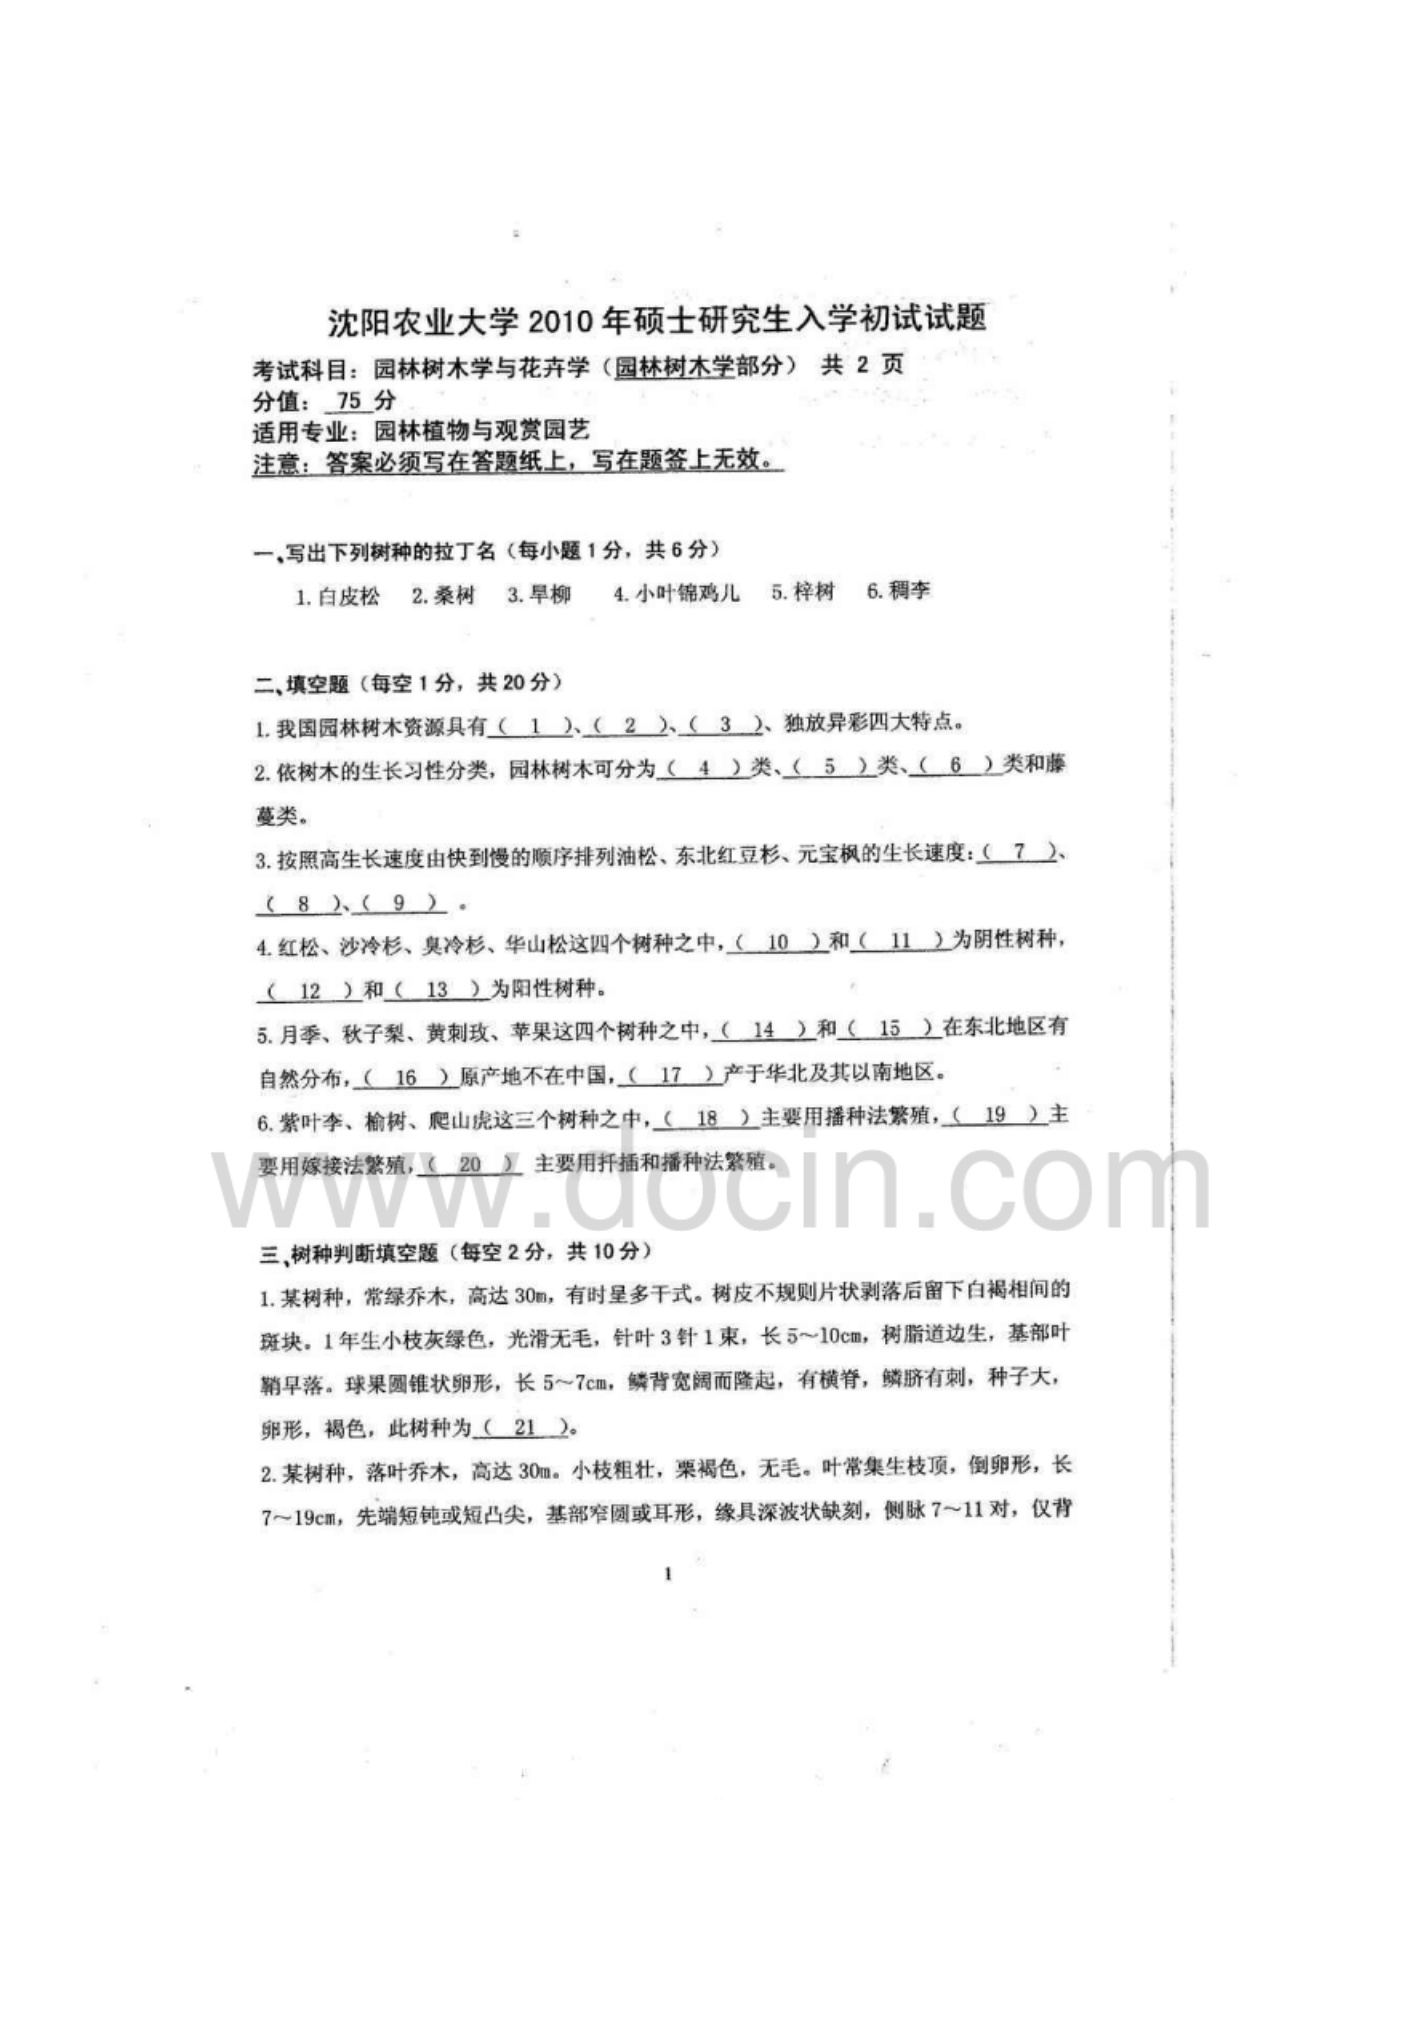 沈阳农业大学2010年硕士研究生入学初试试题
考试科目：园林树木学与花卉学（园林树木学部分） 共 2 页
分值： 75 分
适用专业：园林植物与观赏园艺
注意：答案必须写在答题纸上，写在题签上无效。
一、写出下列树种的拉丁名（每小题1分，共6分）
1.白皮松 2.桑树 3.旱柳 4.小叶锦鸡儿 5.梓树 6.稠李
二、填空题（每空1分，共20分）
1.我国园林树木资源具有（ 1 ）、（ 2 ）、（ 3 ）、独放异彩四大特点。
2.依树木的生长习性分类，园林树木可分为（ 4 ）类、（ 5 ）类、（ 6 ）类和藤
蔓类。
3.按照高生长速度由快到慢的顺序排列油松、东北红豆杉、元宝枫的生长速度：（ 7 ）、
（ 8 ）、（ 9 ）。
4.红松、沙冷杉、臭冷杉、华山松这四个树种之中，（ 10 ）和（ 11 ）为阴性树种，
（ 12 ）和（ 13 ）为阳性树种。
5.月季、秋子梨、黄刺玫、苹果这四个树种之中，（ 14 ）和（ 15 ）在东北地区有
自然分布，（ 16 ）原产地不在中国，（ 17 ）产于华北及其以南地区。
6.紫叶李、榆树、爬山虎这三个树种之中，（ 18 ）主要用播种法繁殖，（ 19 ）主
要用嫁接法繁殖，（ 20 ） 主要用扦插和播种法繁殖。
www.docin.com
三、树种判断填空题（每空2分，共10分）
1.某树种，常绿乔木，高达30m，有时呈多干式。树皮不规则片状剥落后留下白褐相间的
斑块。1年生小枝灰绿色，光滑无毛，针叶3针1束，长5～10cm，树脂道边生，基部叶
鞘早落。球果圆锥状卵形，长5～7cm，鳞背宽阔而隆起，有横脊，鳞脐有刺，种子大，
卵形，褐色，此树种为（ 21 ）。
2.某树种，落叶乔木，高达30m。小枝粗壮，栗褐色，无毛。叶常集生枝顶，倒卵形，长
7～19cm，先端短钝或短凸尖，基部窄圆或耳形，缘具深波状缺刻，侧脉7～11对，仅背
1